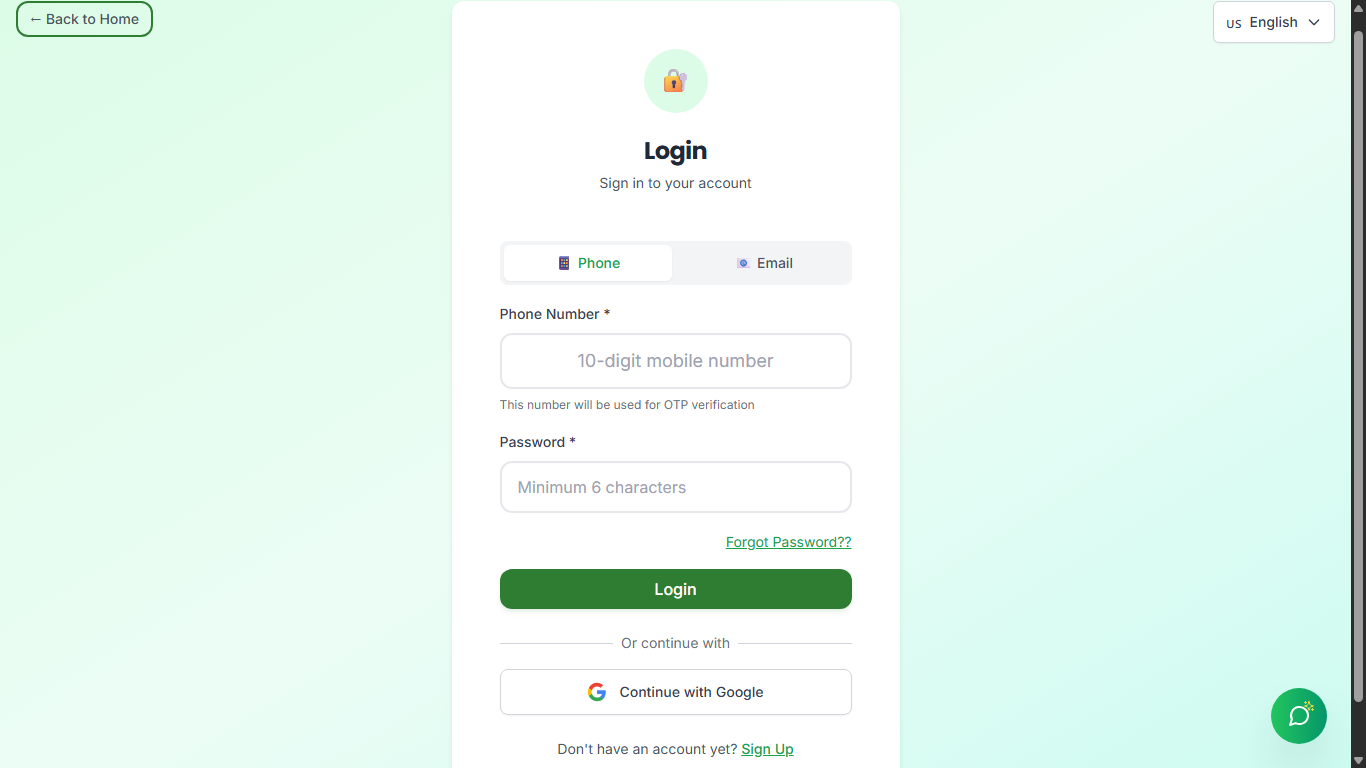 ← Back to Home
US English
Login
Sign in to your account
Phone
Email
Phone Number *
10-digit mobile number
This number will be used for OTP verification
Password *
Minimum 6 characters
Forgot Password??
Login
Or continue with
Continue with Google
Don't have an account yet? Sign Up